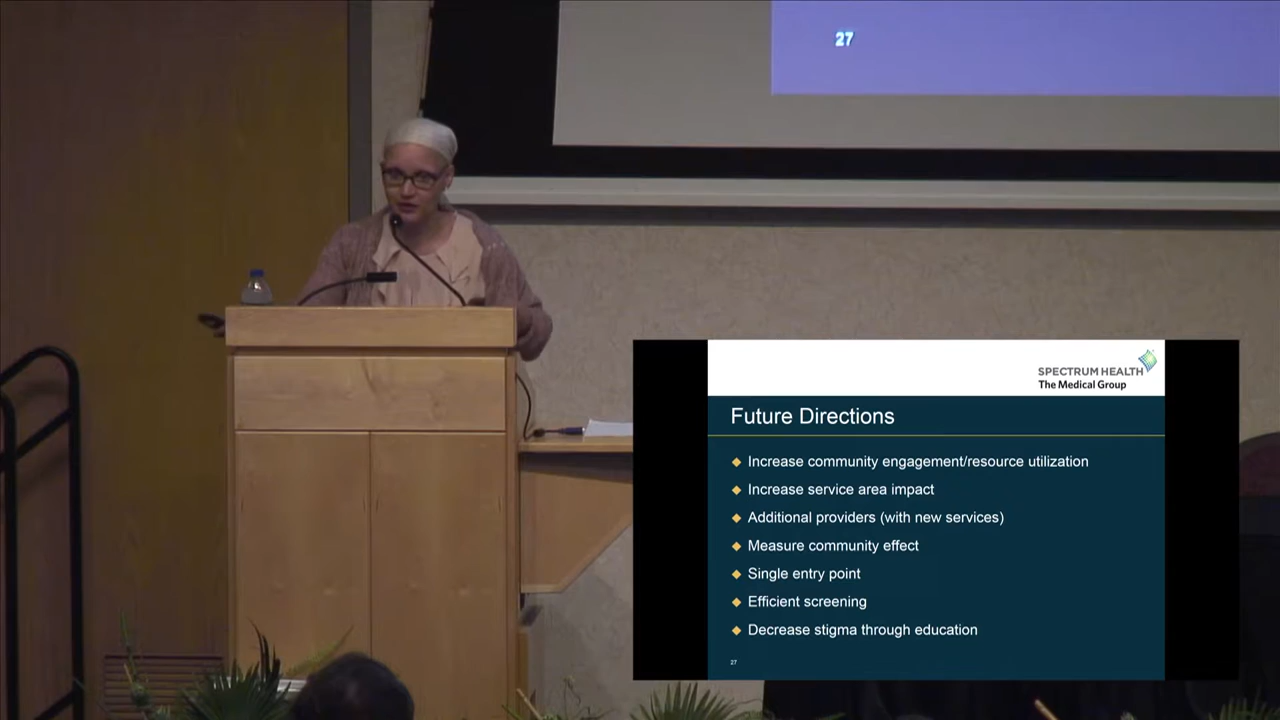 27
SPECTRUM HEALTH
The Medical Group
Future Directions
Increase community engagement/resource utilization
Increase service area impact
Additional providers (with new services)
Measure community effect
Single entry point
Efficient screening
Decrease stigma through education
27